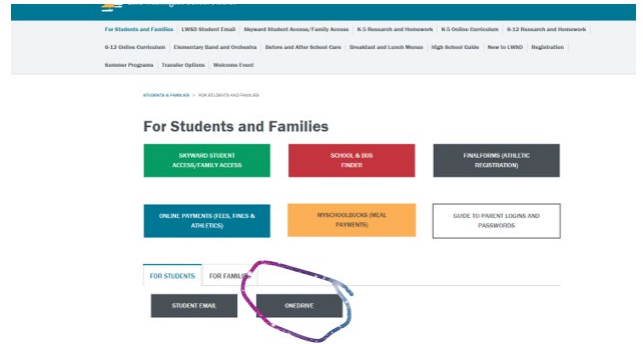 For Students and Families | LWSD Student Email | Skyward Student Access/Family Access | K-5 Research and Homework | K-5 Online Curriculum | 6-12 Research and Homework
6-12 Online Curriculum | Elementary Band and Orchestra | Before and After School Care | Breakfast and Lunch Menus | High School Guide | New to LWSD | Registration
Summer Programs | Transfer Options | Welcome Event
STUDENTS & FAMILIES > FOR STUDENTS AND FAMILIES
For Students and Families
SKYWARD STUDENT
ACCESS/FAMILY ACCESS
SCHOOL & BUS
FINDER
FINALFORMS (ATHLETIC
REGISTRATION)
ONLINE PAYMENTS (FEES, FINES &
ATHLETICS)
MYSCHOOLBUCKS (MEAL
PAYMENTS)
GUIDE TO PARENT LOGINS AND
PASSWORDS
FOR STUDENTS FOR FAMILIES
STUDENT EMAIL ONEDRIVE